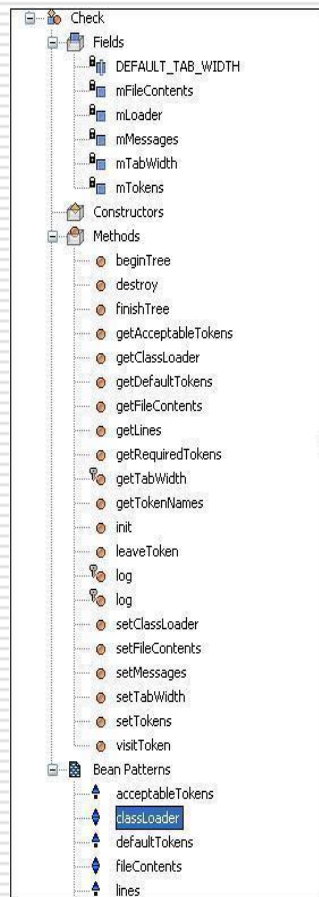 Check
Fields
DEFAULT_TAB_WIDTH
mFileContents
mLoader
mMessages
mTabWidth
mTokens
Constructors
Methods
beginTree
destroy
finishTree
getAcceptableTokens
getClassLoader
getDefaultTokens
getFileContents
getLines
getRequiredTokens
getTabWidth
getTokenNames
init
leaveToken
log
log
setClassLoader
setFileContents
setMessages
setTabWidth
setTokens
visitToken
Bean Patterns
acceptableTokens
classLoader
defaultTokens
fileContents
lines